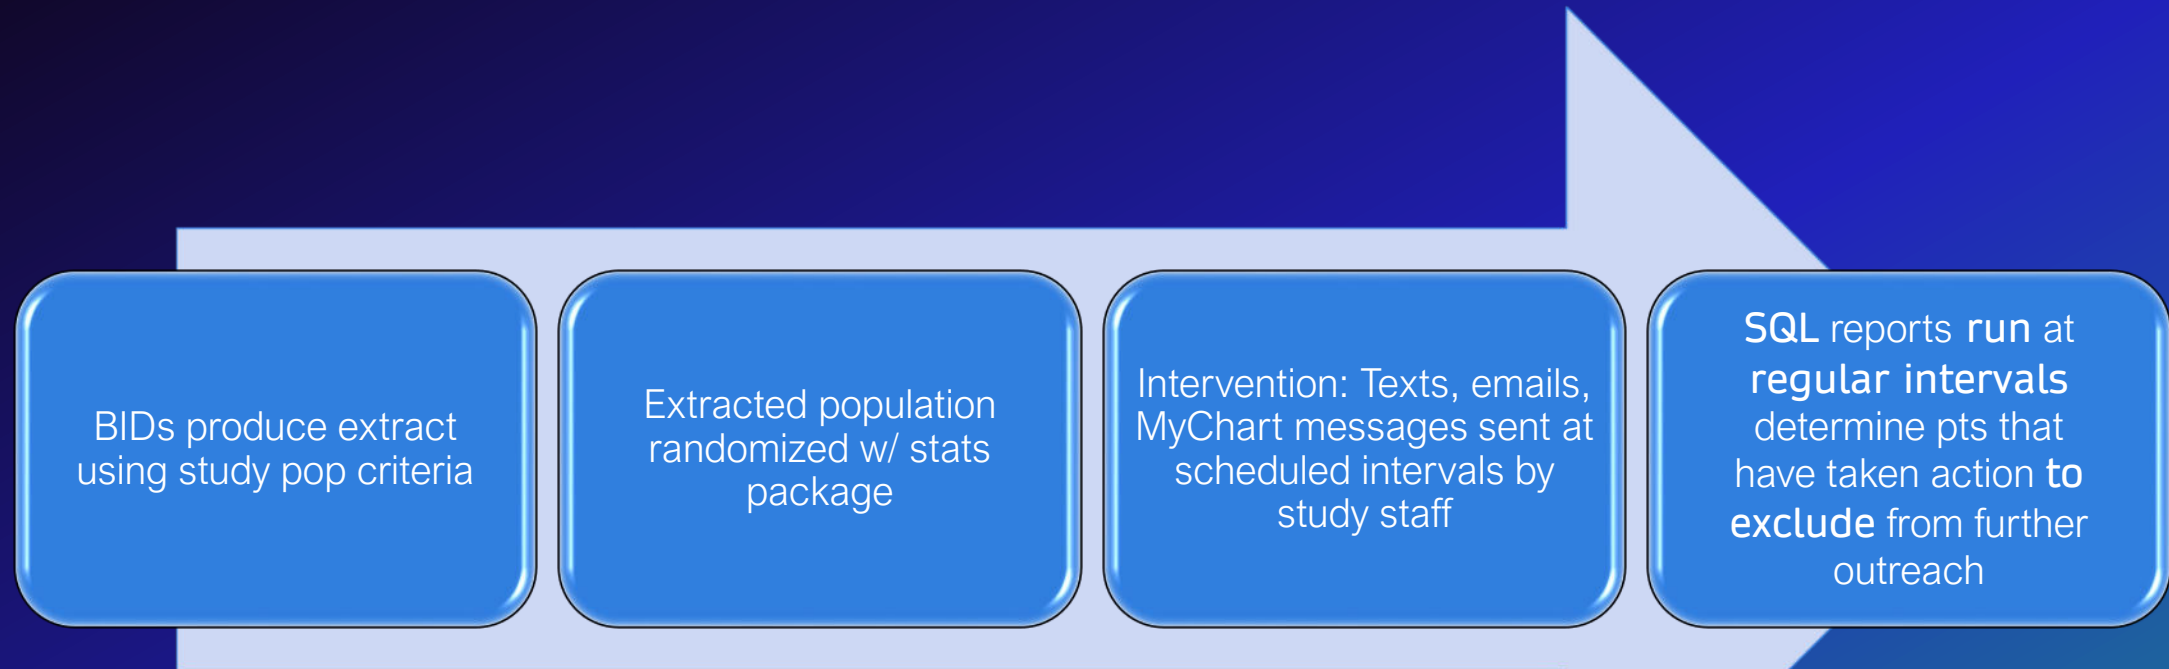 BIDs produce extract
using study pop criteria
Extracted population
randomized w/ stats
package
Intervention: Texts, emails,
MyChart messages sent at
scheduled intervals by
study staff
SQL reports run at
regular intervals
determine pts that
have taken action to
exclude from further
outreach